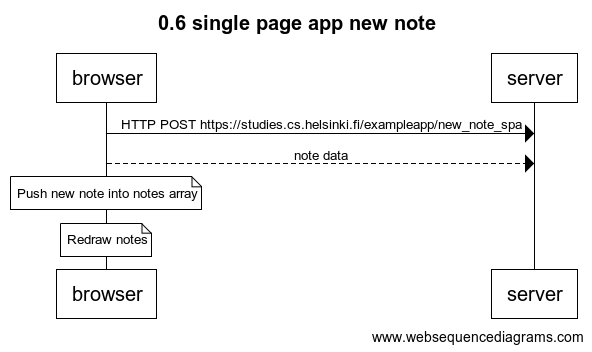 0.6 single page app new note
browser server
HTTP POST https://studies.cs.helsinki.fi/exampleapp/new_note_spa
note data
Push new note into notes array
Redraw notes
browser server
www.websequencediagrams.com